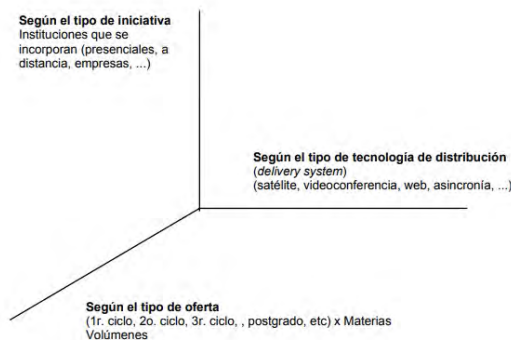 Según el tipo de iniciativa
Instituciones que se
incorporan (presenciales, a
distancia, empresas, ...)
Según el tipo de tecnología de distribución
(delivery system)
(satélite, videoconferencia, web, asincronía, ...)
Según el tipo de oferta
(1r. ciclo, 2o. ciclo, 3r. ciclo, , postgrado, etc) x Materias
Volúmenes